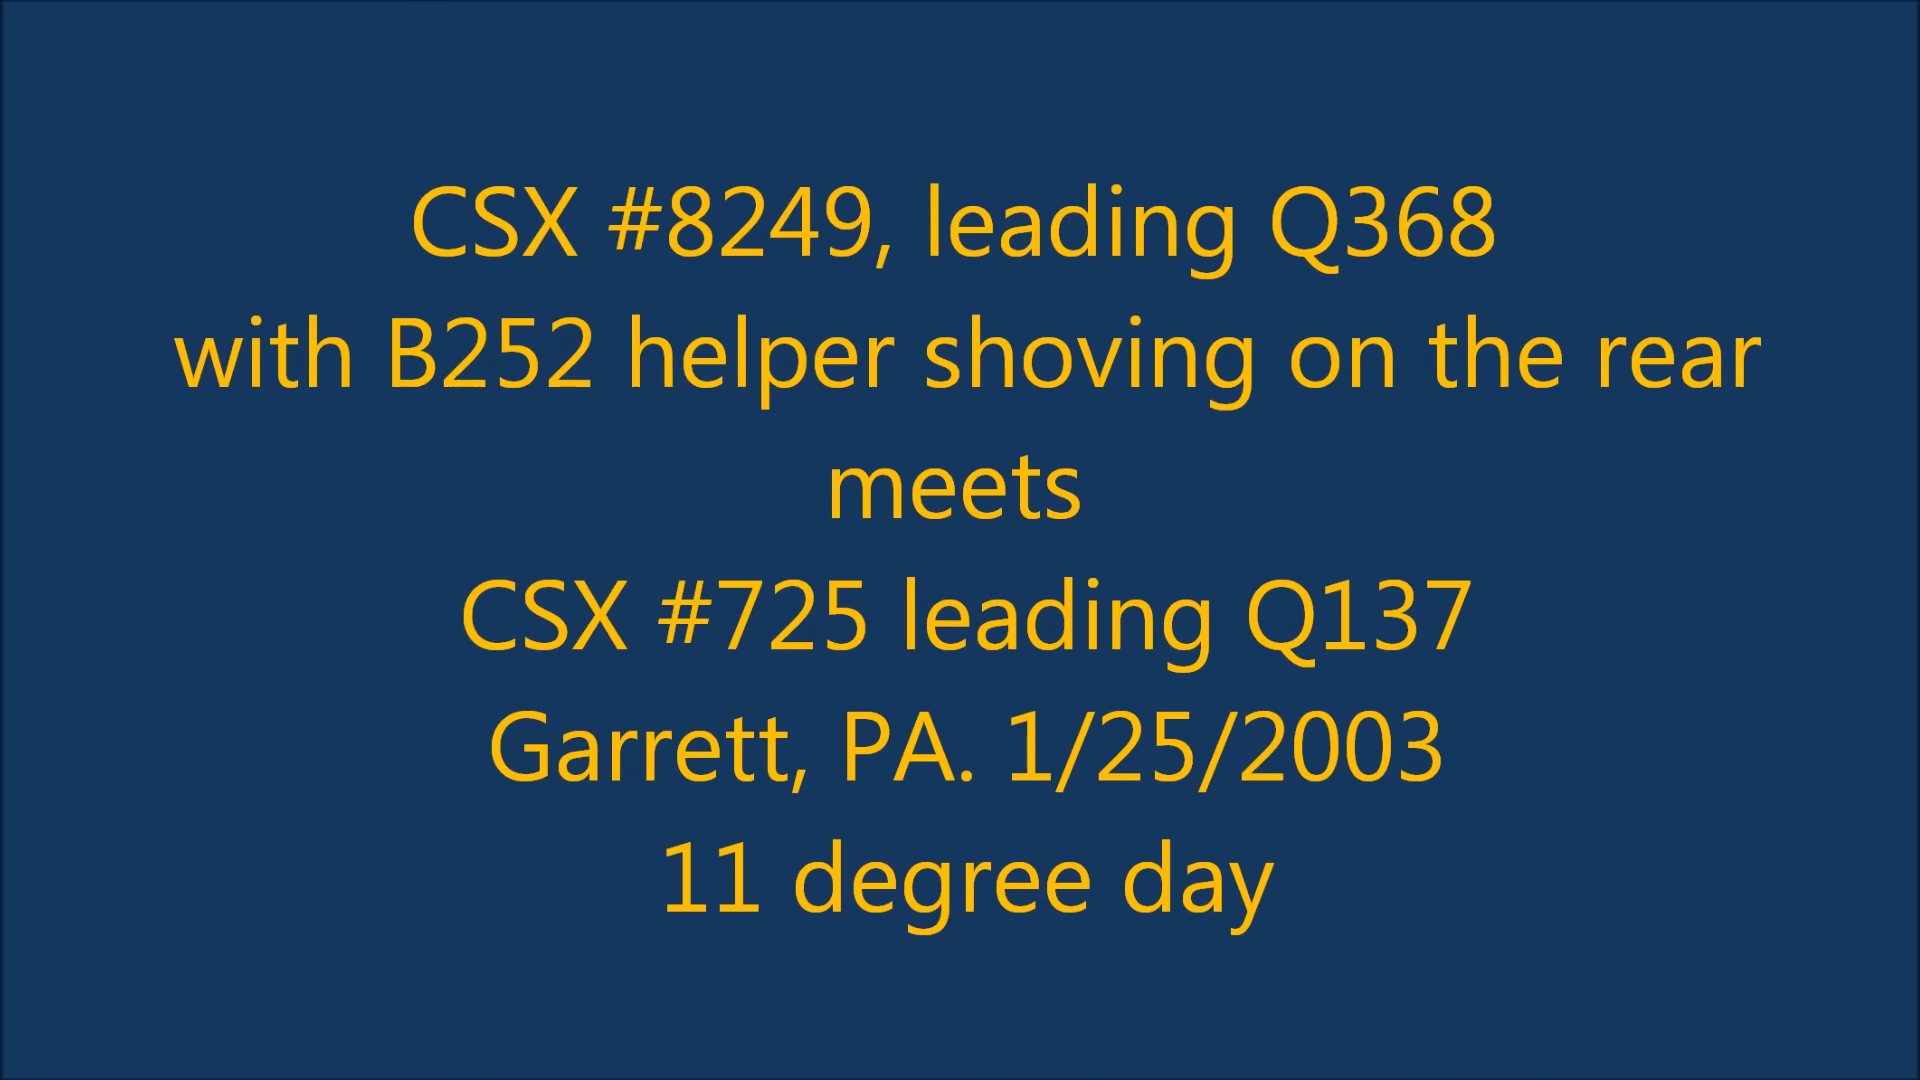 CSX #8249, leading Q368
with B252 helper shoving on the rear
meets
CSX #725 leading Q137
Garrett, PA. 1/25/2003
11 degree day